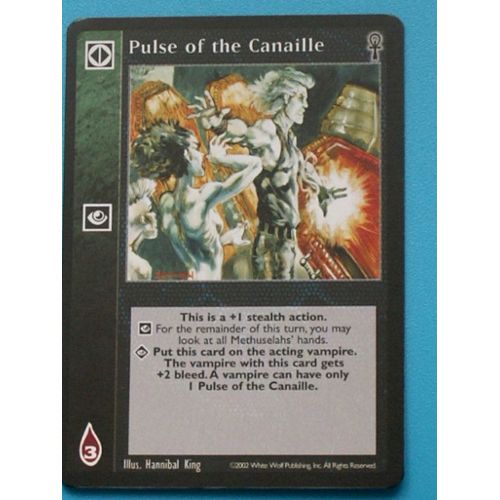 Pulse of the Canaille
This is a +1 stealth action.
For the remainder of this turn, you may
look at all Methuselahs' hands.
Put this card on the acting vampire.
The vampire with this card gets
+2 bleed. A vampire can have only
1 Pulse of the Canaille.
3
Illus. Hannibal King
©2002 White Wolf Publishing, Inc. All Rights Reserved.